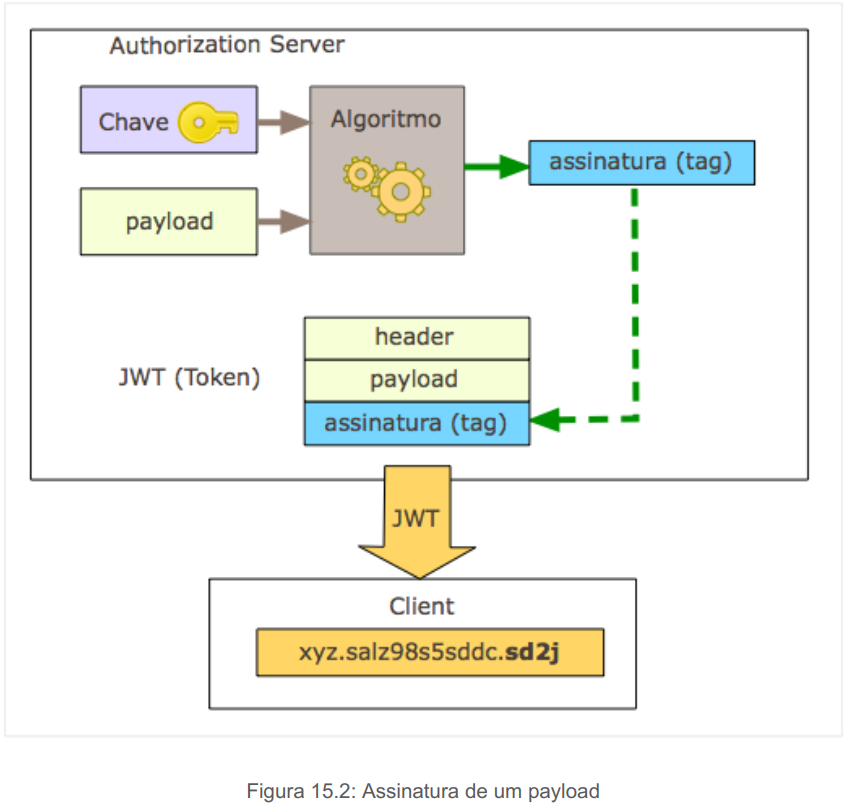 Authorization Server
Chave
Algoritmo
assinatura (tag)
payload
header
JWT (Token)
payload
assinatura (tag)
JWT
Client
xyz.salz98s5sddc.sd2j
Figura 15.2: Assinatura de um payload